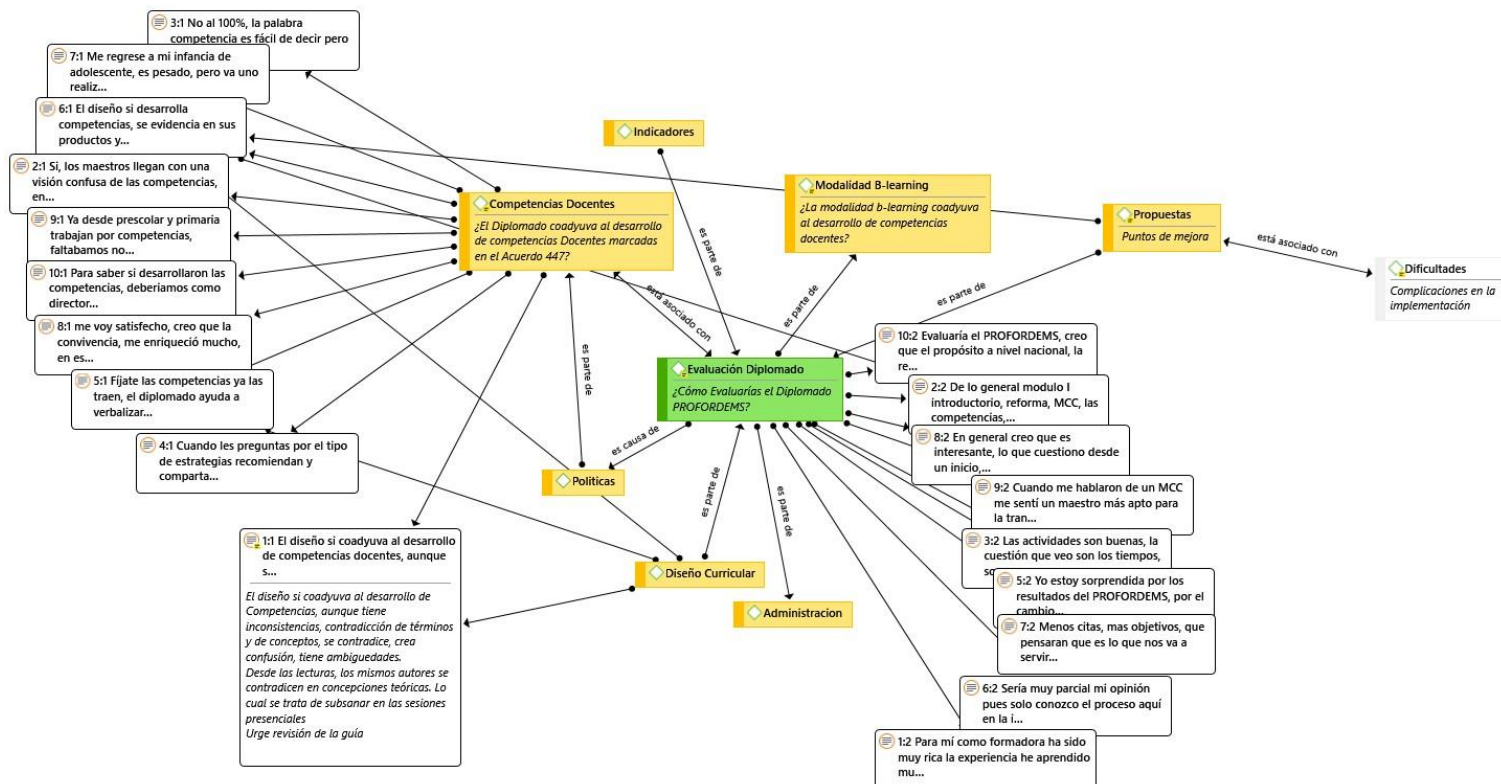 3:1 No al 100%, la palabra
competencia es fácil de decir pero
7:1 Me regrese a mi infancia de
adolescente, es pesado, pero va uno
realiz...
6:1 El diseño si desarrolla
competencias, se evidencia en sus
productos y...
2:1 Si, los maestros llegan con una
visión confusa de las competencias,
en...
9:1 Ya desde prescolar y primaria
trabajan por competencias,
faltabamos no...
10:1 Para saber si desarrollaron las
competencias, deberíamos como
director...
8:1 me voy satisfecho, creo que la
convivencia, me enriqueció mucho,
en es...
5:1 Fíjate las competencias ya las
traen, el diplomado ayuda a
verbalizar...
4:1 Cuando les preguntas por el tipo
de estrategias recomiendan y
comparta...
1:1 El diseño si coadyuva al desarrollo
de competencias docentes, aunque
s...
El diseño si coadyuva al desarrollo de
Competencias, aunque tiene
inconsistencias, contradicción de términos
y de conceptos, se contradice, crea
confusión, tiene ambiguedades.
Desde las lecturas, los mismos autores se
contradicen en concepciones teóricas. Lo
cual se trata de subsanar en las sesiones
presenciales
Urge revisión de la guía
Indicadores
Competencias Docentes
¿El Diplomado coadyuva al desarrollo
de competencias Docentes marcadas
en el Acuerdo 447?
Modalidad B-learning
¿La modalidad b-learning coadyuva
al desarrollo de competencias
docentes?
Propuestas
Puntos de mejora
está asociado con
Dificultades
Complicaciones en la
implementación
es parte de
está asociado con
es parte de
es parte de
es parte de
Evaluación Diplomado
¿Cómo Evaluarías el Diplomado
PROFORDEMS?
es causa de
es parte de
es parte de
Politicas
Diseño Curricular
Administracion
10:2 Evaluaría el PROFORDEMS, creo
que el propósito a nivel nacional, la
re...
2:2 De lo general modulo I
introductorio, reforma, MCC, las
competencias,...
8:2 En general creo que es
interesante, lo que cuestiono desde
un inicio,...
9:2 Cuando me hablaron de un MCC
me sentí un maestro más apto para
la tran...
3:2 Las actividades son buenas, la
cuestión que veo son los tiempos,
5:2 Yo estoy sorprendida por los
resultados del PROFORDEMS, por el
cambio...
7:2 Menos citas, mas objetivos, que
pensaran que es lo que nos va a
servir...
6:2 Sería muy parcial mi opinión
pues solo conozco el proceso aquí
en la i...
1:2 Para mí como formadora ha sido
muy rica la experiencia he aprendido
mu...